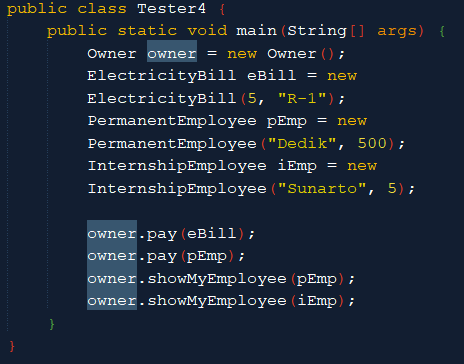 public class Tester4 {
    public static void main(String[] args) {
        Owner owner = new Owner();
        ElectricityBill eBill = new
        ElectricityBill(5, "R-1");
        PermanentEmployee pEmp = new
        PermanentEmployee("Dedik", 500);
        InternshipEmployee iEmp = new
        InternshipEmployee("Sunarto", 5);

        owner.pay(eBill);
        owner.pay(pEmp);
        owner.showMyEmployee(pEmp);
        owner.showMyEmployee(iEmp);
    }
}